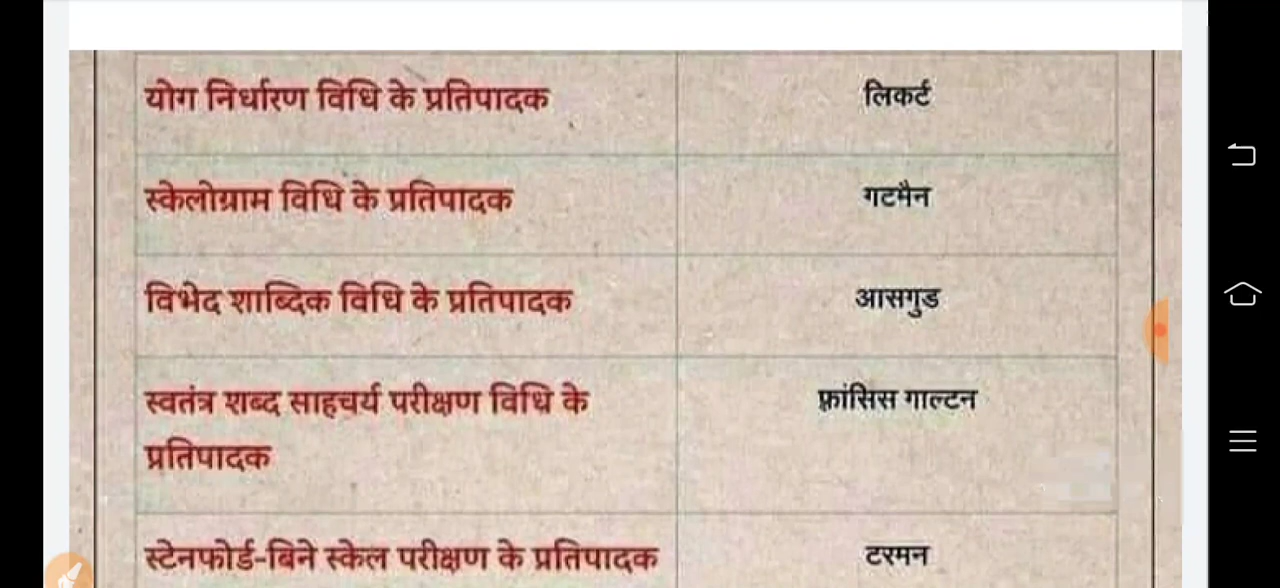 योग निर्धारण विधि के प्रतिपादक
लिकर्ट
स्केलोग्राम विधि के प्रतिपादक
गटमैन
विभेद शाब्दिक विधि के प्रतिपादक
आसगुड
स्वतंत्र शब्द साहचर्य परीक्षण विधि के
प्रतिपादक
फ़्रांसिस गाल्टन
स्टेनफोर्ड-बिने स्केल परीक्षण के प्रतिपादक
टरमन